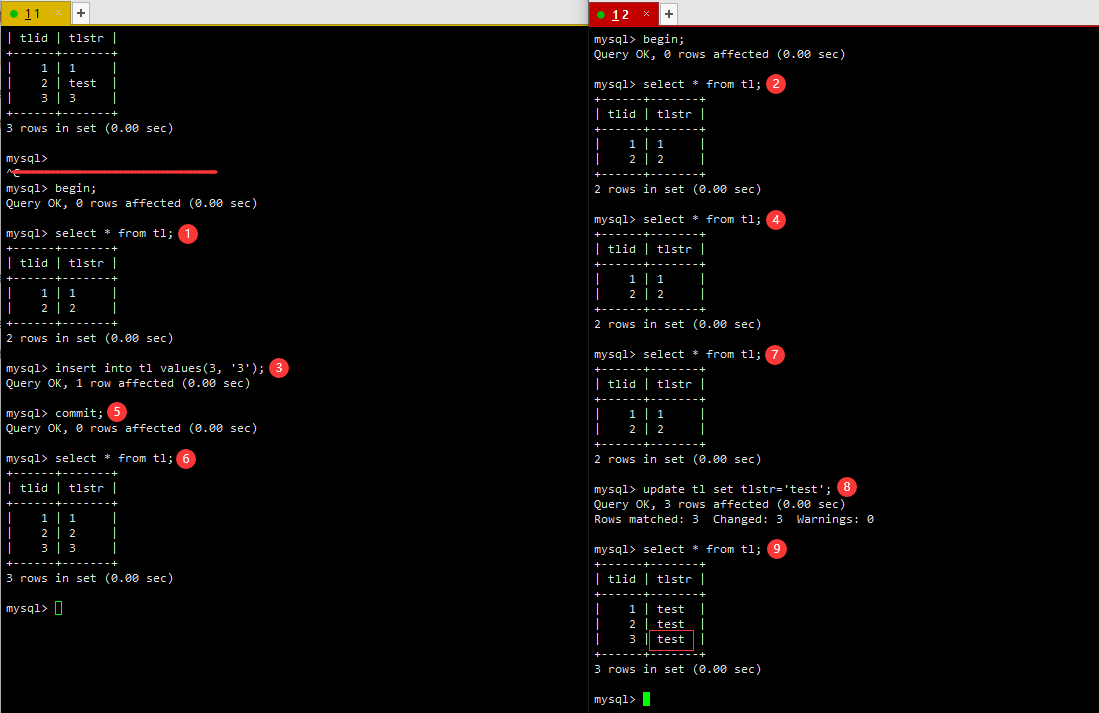 1 1 × +
| tlid | tlstr |
+------+-------+
| 1 | 1 |
| 2 | test |
| 3 | 3 |
+------+-------+
3 rows in set (0.00 sec)
mysql>
^C
mysql> begin;
Query OK, 0 rows affected (0.00 sec)
mysql> select * from tl; 1
+------+-------+
| tlid | tlstr |
+------+-------+
| 1 | 1 |
| 2 | 2 |
+------+-------+
2 rows in set (0.00 sec)
mysql> insert into tl values(3, '3'); 3
Query OK, 1 row affected (0.00 sec)
mysql> commit; 5
Query OK, 0 rows affected (0.00 sec)
mysql> select * from tl; 6
+------+-------+
| tlid | tlstr |
+------+-------+
| 1 | 1 |
| 2 | 2 |
| 3 | 3 |
+------+-------+
3 rows in set (0.00 sec)
mysql>
1 2 × +
mysql> begin;
Query OK, 0 rows affected (0.00 sec)
mysql> select * from tl; 2
+------+-------+
| tlid | tlstr |
+------+-------+
| 1 | 1 |
| 2 | 2 |
+------+-------+
2 rows in set (0.00 sec)
mysql> select * from tl; 4
+------+-------+
| tlid | tlstr |
+------+-------+
| 1 | 1 |
| 2 | 2 |
+------+-------+
2 rows in set (0.00 sec)
mysql> select * from tl; 7
+------+-------+
| tlid | tlstr |
+------+-------+
| 1 | 1 |
| 2 | 2 |
+------+-------+
2 rows in set (0.00 sec)
mysql> update tl set tlstr='test'; 8
Query OK, 3 rows affected (0.00 sec)
Rows matched: 3 Changed: 3 Warnings: 0
mysql> select * from tl; 9
+------+-------+
| tlid | tlstr |
+------+-------+
| 1 | test |
| 2 | test |
| 3 | test |
+------+-------+
3 rows in set (0.00 sec)
mysql>